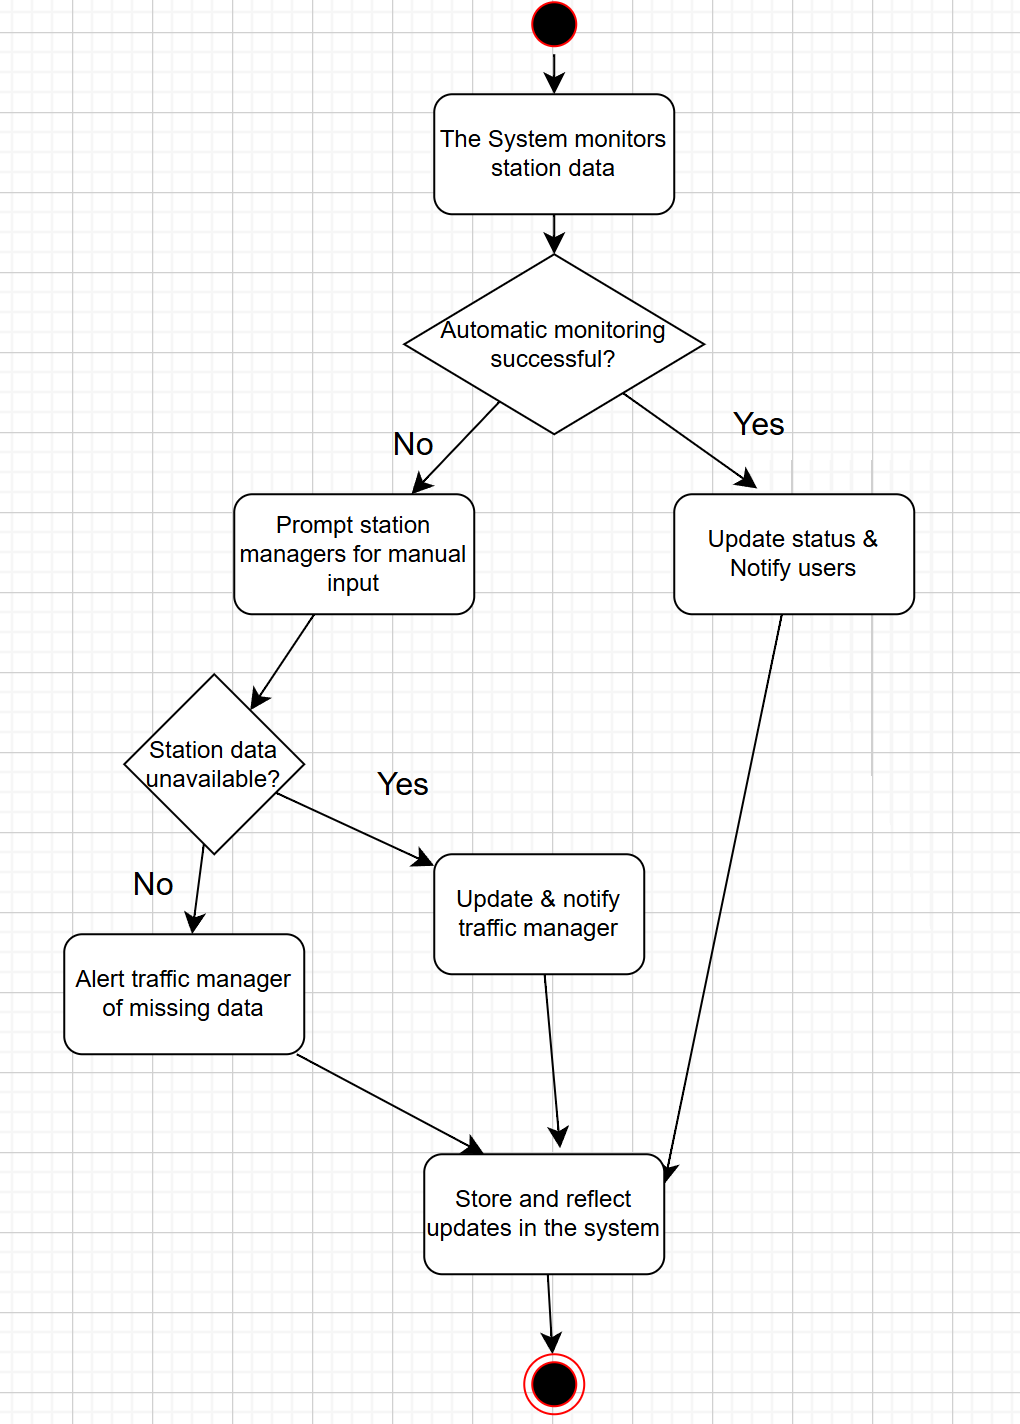 The System monitors
station data
Automatic monitoring
successful?
No
Yes
Prompt station
managers for manual
input
Update status &
Notify users
Station data
unavailable?
Yes
No
Update & notify
traffic manager
Alert traffic manager
of missing data
Store and reflect
updates in the system